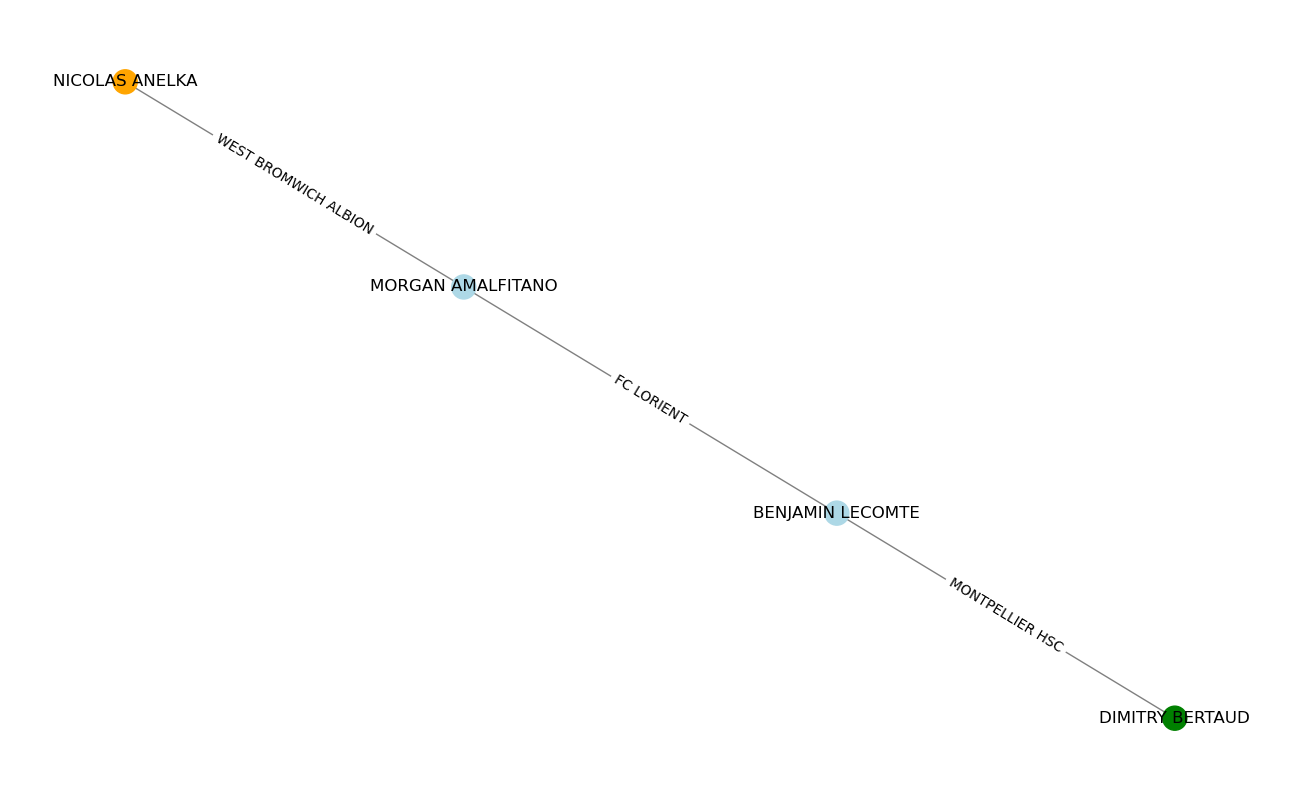 NICOLAS ANELKA
WEST BROMWICH ALBION
MORGAN AMALFITANO
FC LORIENT
BENJAMIN LECOMTE
MONTPELLIER HSC
DIMITRY BERTAUD